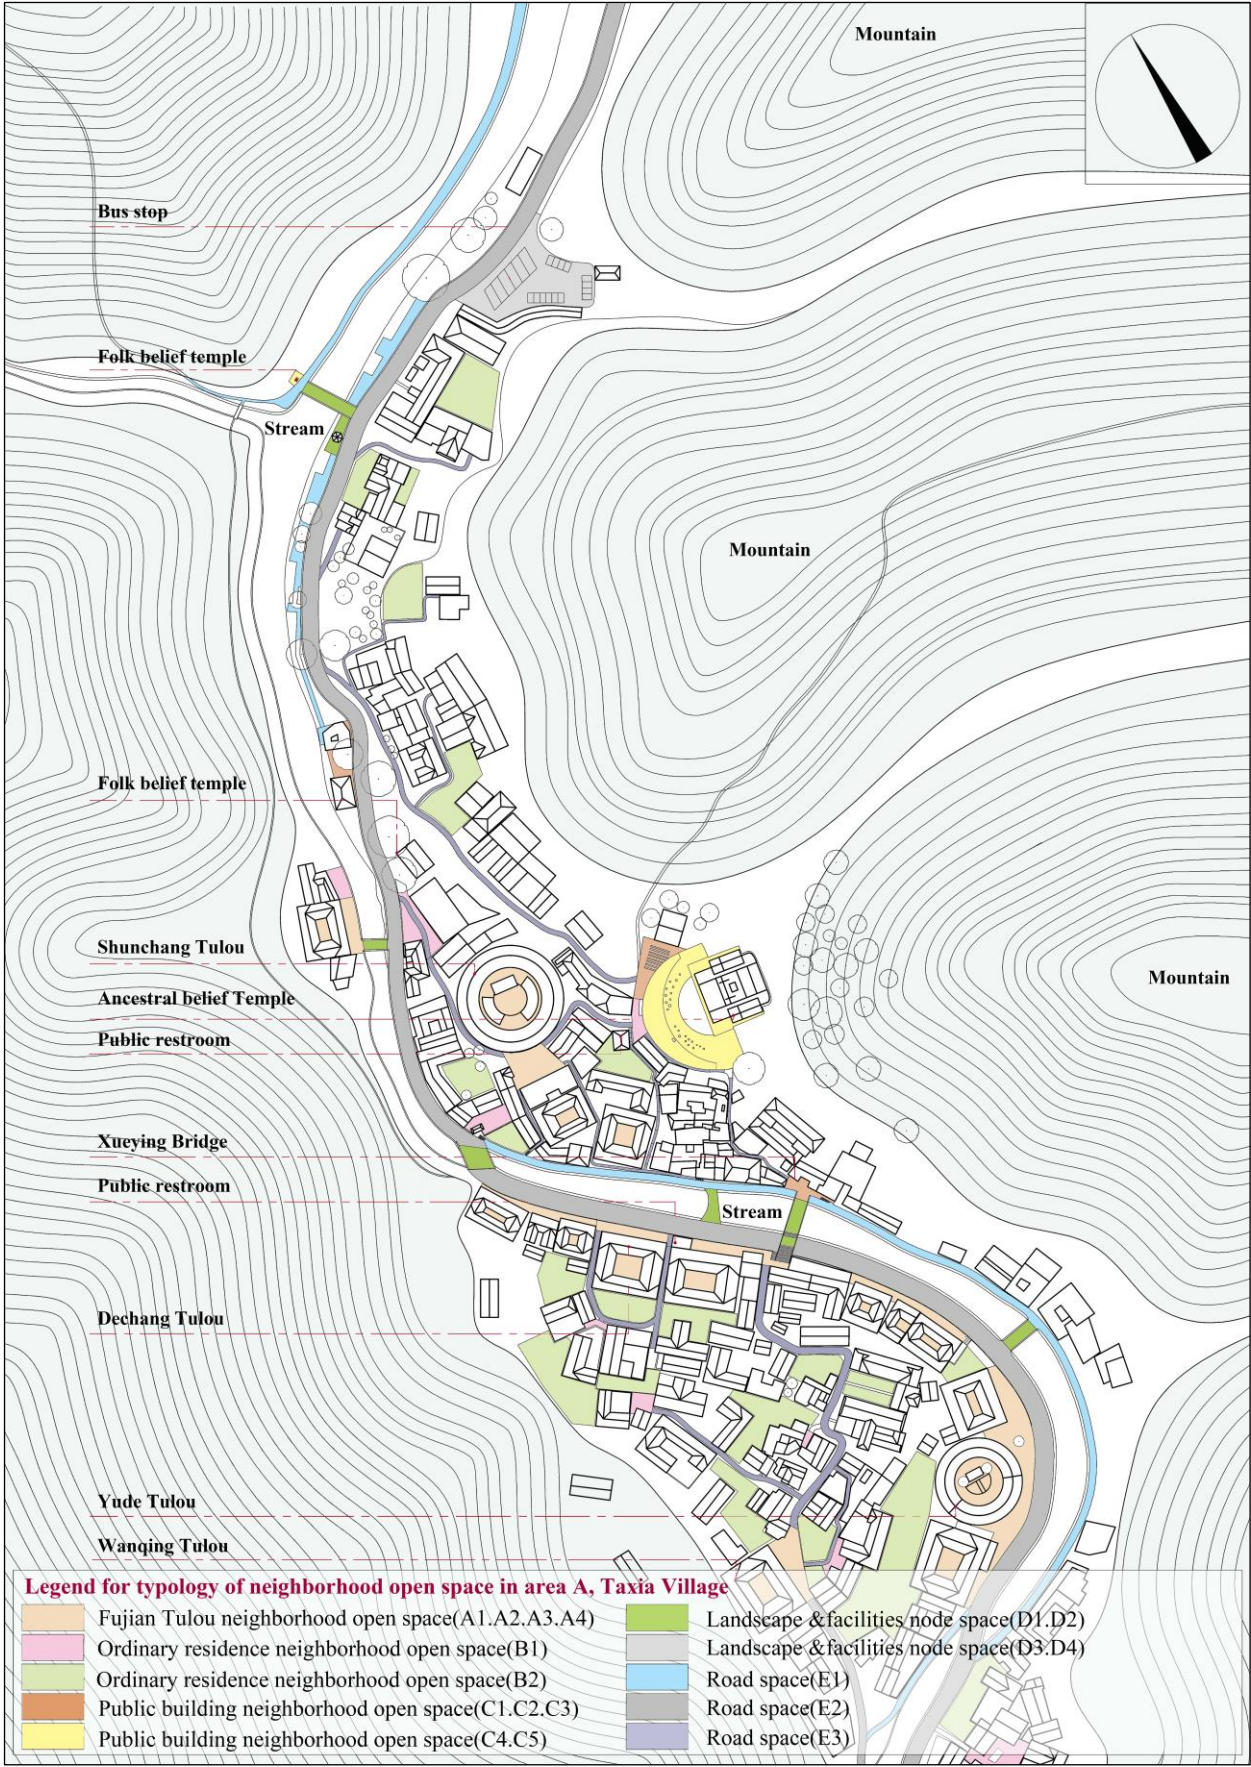 Mountain
Bus stop
Folk belief temple
Stream
Mountain
Folk belief temple
Shunchang Tulou
Mountain
Ancestral belief Temple
Public restroom
Xueying Bridge
Public restroom
Stream
Dechang Tulou
Yude Tulou
Wanqing Tulou
Legend for typology of neighborhood open space in area A, Taxia Village
Fujian Tulou neighborhood open space(A1.A2.A3.A4)
Ordinary residence neighborhood open space(B1)
Ordinary residence neighborhood open space(B2)
Public building neighborhood open space(C1.C2.C3)
Public building neighborhood open space(C4.C5)
Landscape &facilities node space(D1.D2)
Landscape &facilities node space(D3.D4)
Road space(E1)
Road space(E2)
Road space(E3)